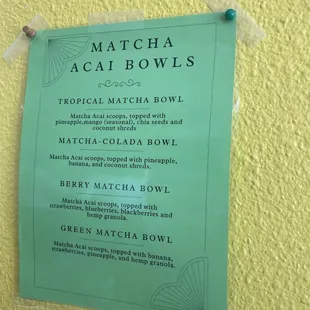 MATCHA
ACAI BOWLS
TROPICAL MATCHA BOWL
Matcha Acai scoops, topped with
pineapple,mango (seasonal), chia seeds and
coconut shreds
MATCHA-COLADA BOWL
Matcha Acai scoops, topped with pineapple,
banana, and coconut shreds.
BERRY MATCHA BOWL
Matcha Acai scoops, topped with
strawberries, blueberries, blackberries and
hemp granola.
GREEN MATCHA BOWL
Matcha Acai scoops, topped with banana,
strawberries, pineapple, and hemp granola.